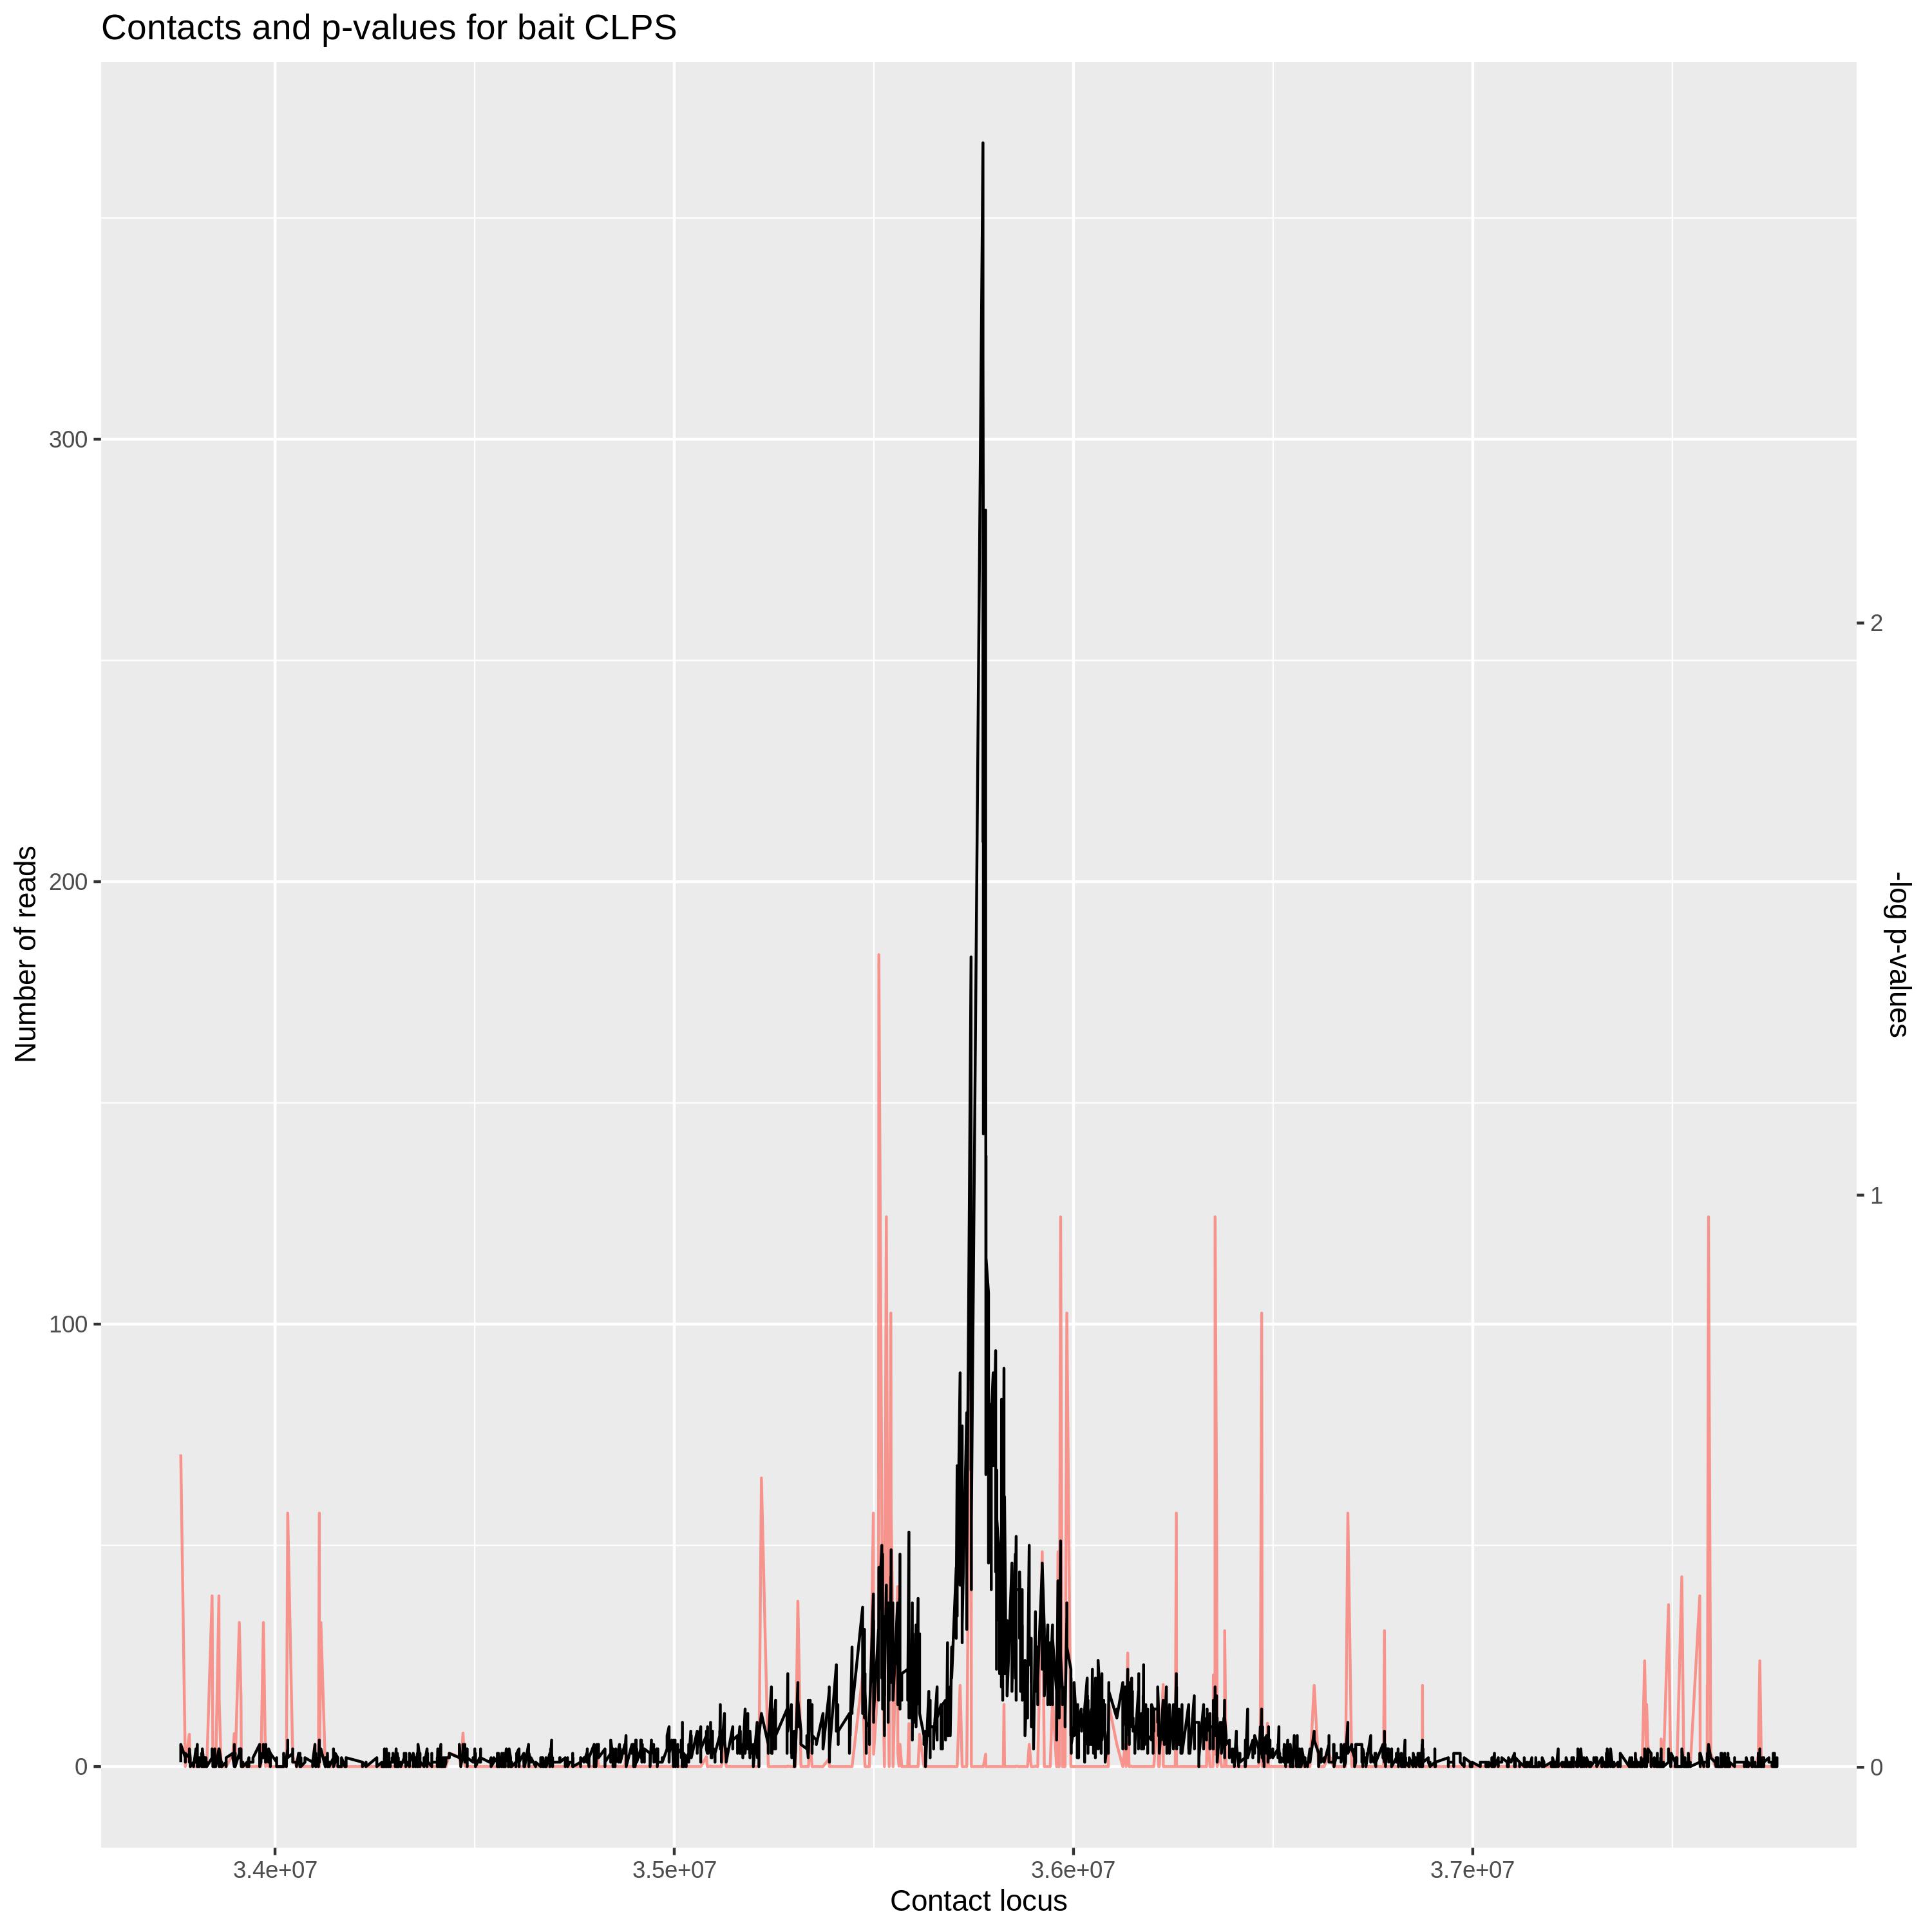 Contacts and p-values for bait CLPS
300
200
100
0
Number of reads
2
1
0
-log p-values
3.4e+07
3.5e+07
3.6e+07
3.7e+07
Contact locus